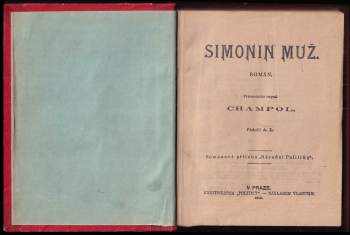 SIMONIN MUŽ.
ROMÁN.
Francouzsky napsal
CHAMPOL.
Přeložil A. L.
Románová příloha „Národní Politiky“.
V PRAZE.
KNIHTISKÁRNA „POLITIKY“. — NÁKLADEM VLASTNÍM.